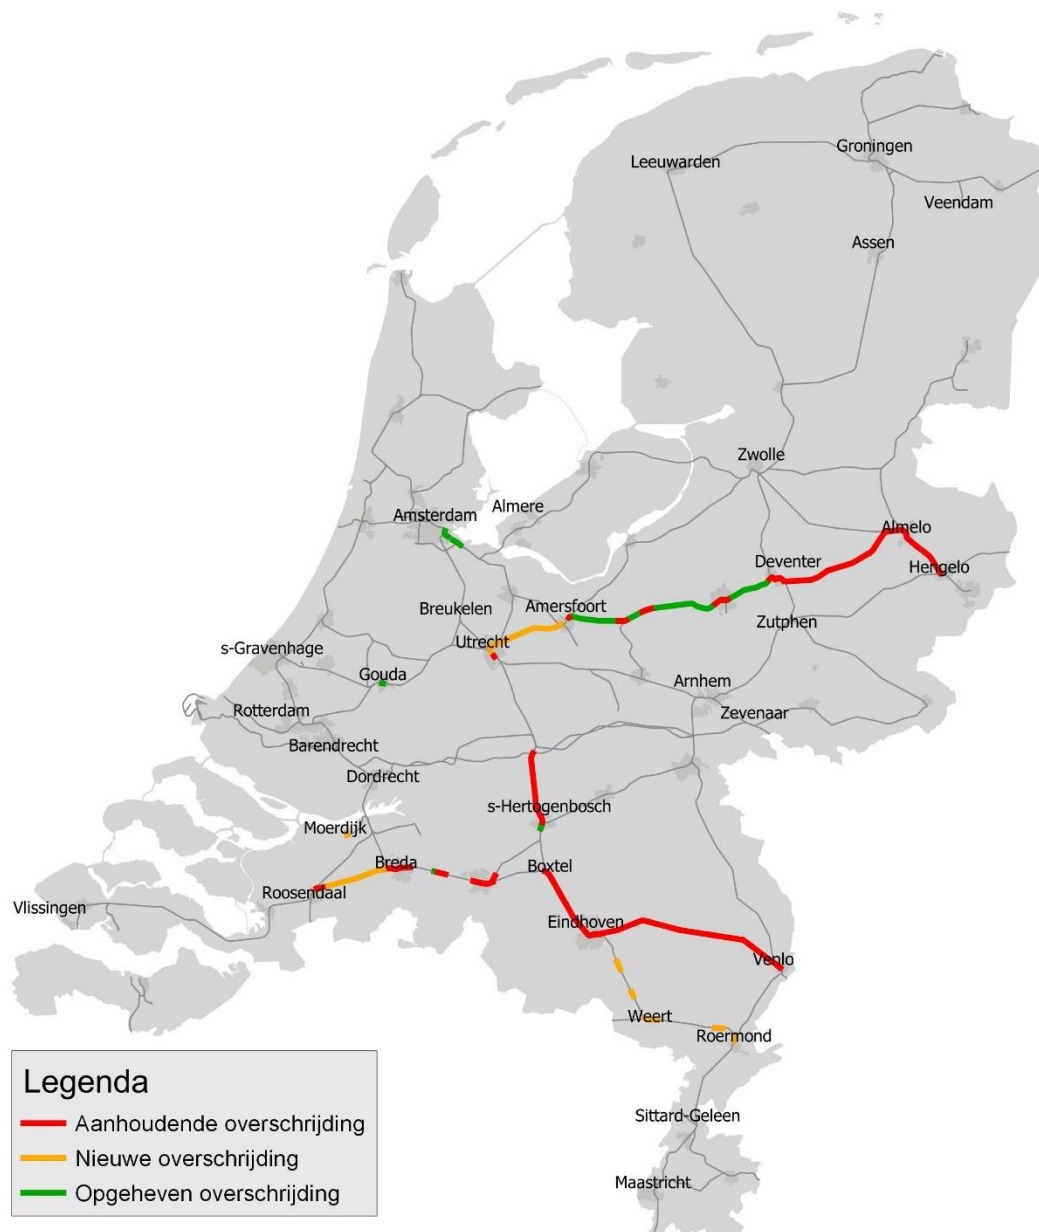 Groningen
Leeuwarden
Veendam
Assen
Zwolle
Almere
Amsterdam
Almelo
Deventer
Hengelo
Breukelen
Amersfoort
Zutphen
Utrecht
s-Gravenhage
Gouda
Arnhem
Rotterdam
Zevenaar
Barendrecht
Dordrecht
s-Hertogenbosch
Moerdijk
Breda
Boxtel
Roosendaal
Vlissingen
Eindhoven
Venlo
Weert
Roermond
Sittard-Geleen
Maastricht
Legenda
Aanhoudende overschrijding
Nieuwe overschrijding
Opgeheven overschrijding